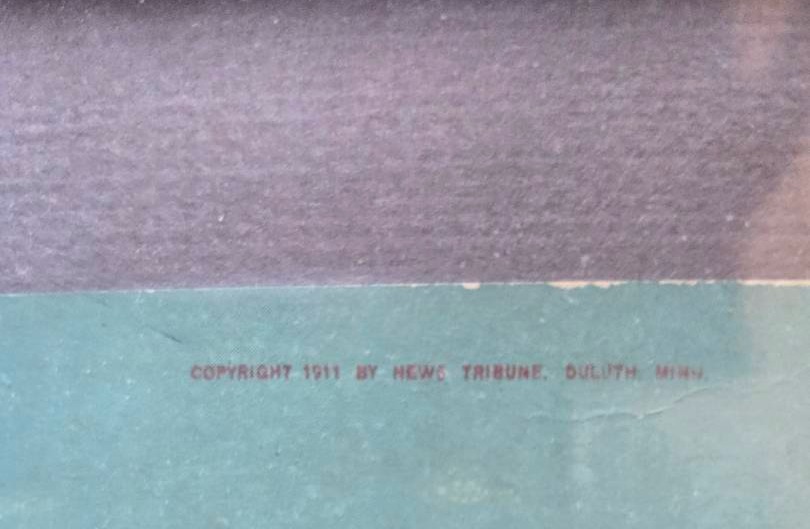 COPYRIGHT 1911 BY NEWS TRIBUNE. DULUTH. MINN.